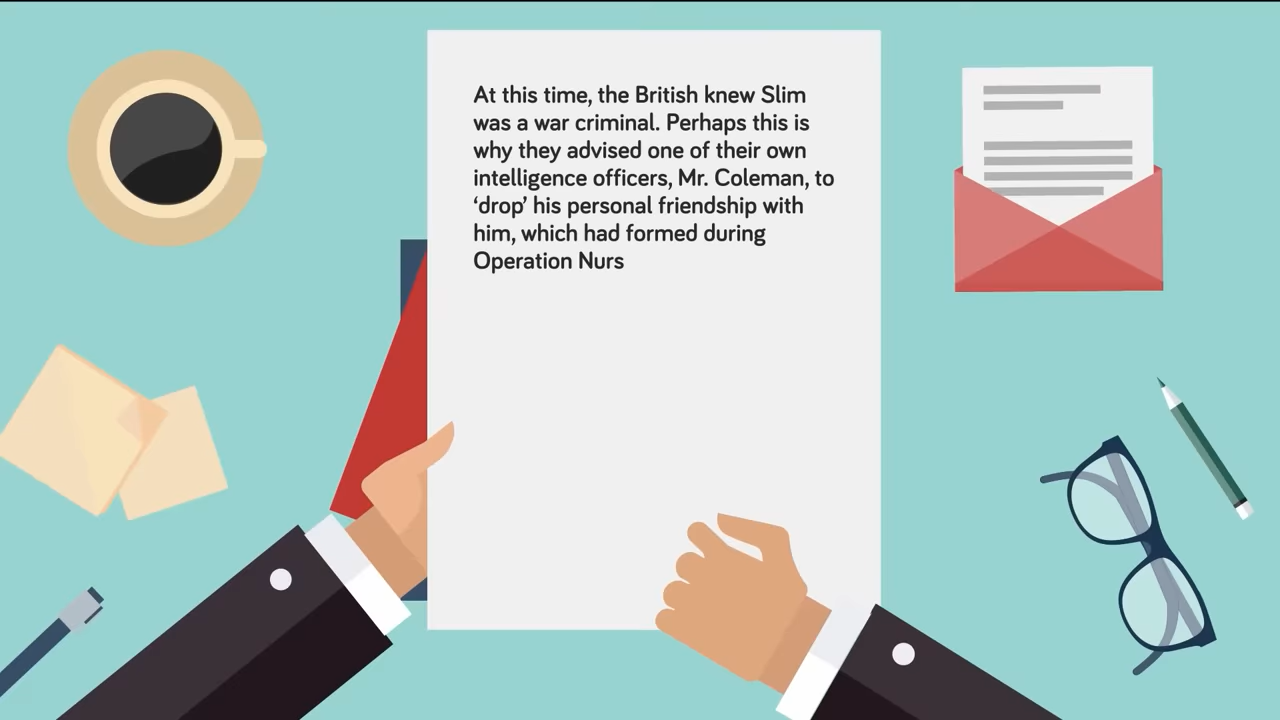 At this time, the British knew Slim
was a war criminal. Perhaps this is
why they advised one of their own
intelligence officers, Mr. Coleman, to
‘drop’ his personal friendship with
him, which had formed during
Operation Nurs